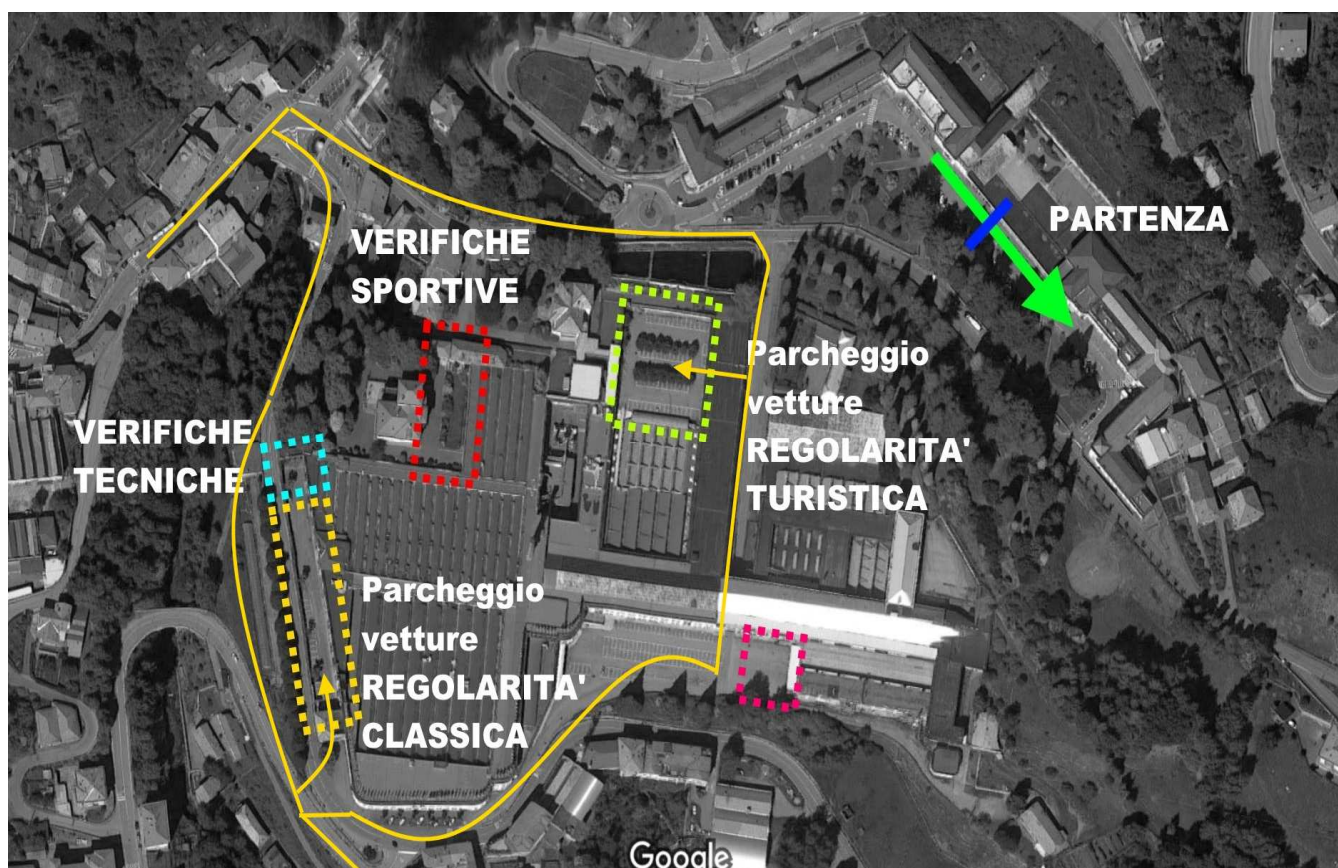 PARTENZA
VERIFICHE
SPORTIVE
Parcheggio
vetture
REGOLARITA'
TURISTICA
VERIFICHE
TECNICHE
Parcheggio
vetture
REGOLARITA'
CLASSICA
Google